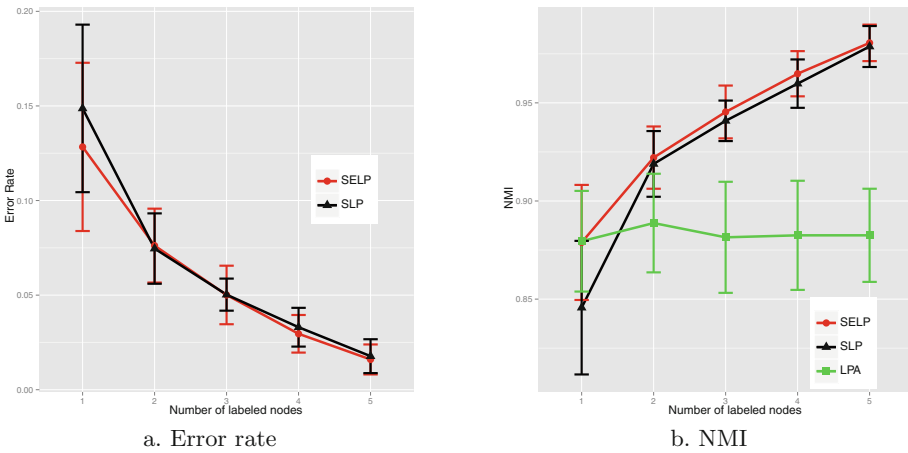 0.20
0.15
0.10
0.05
0.00
Error Rate
SELP
SLP
1 2 3 4 5
Number of labeled nodes
a. Error rate
0.95
0.90
0.85
NMI
SELP
SLP
LPA
1 2 3 4 5
Number of labeled nodes
b. NMI